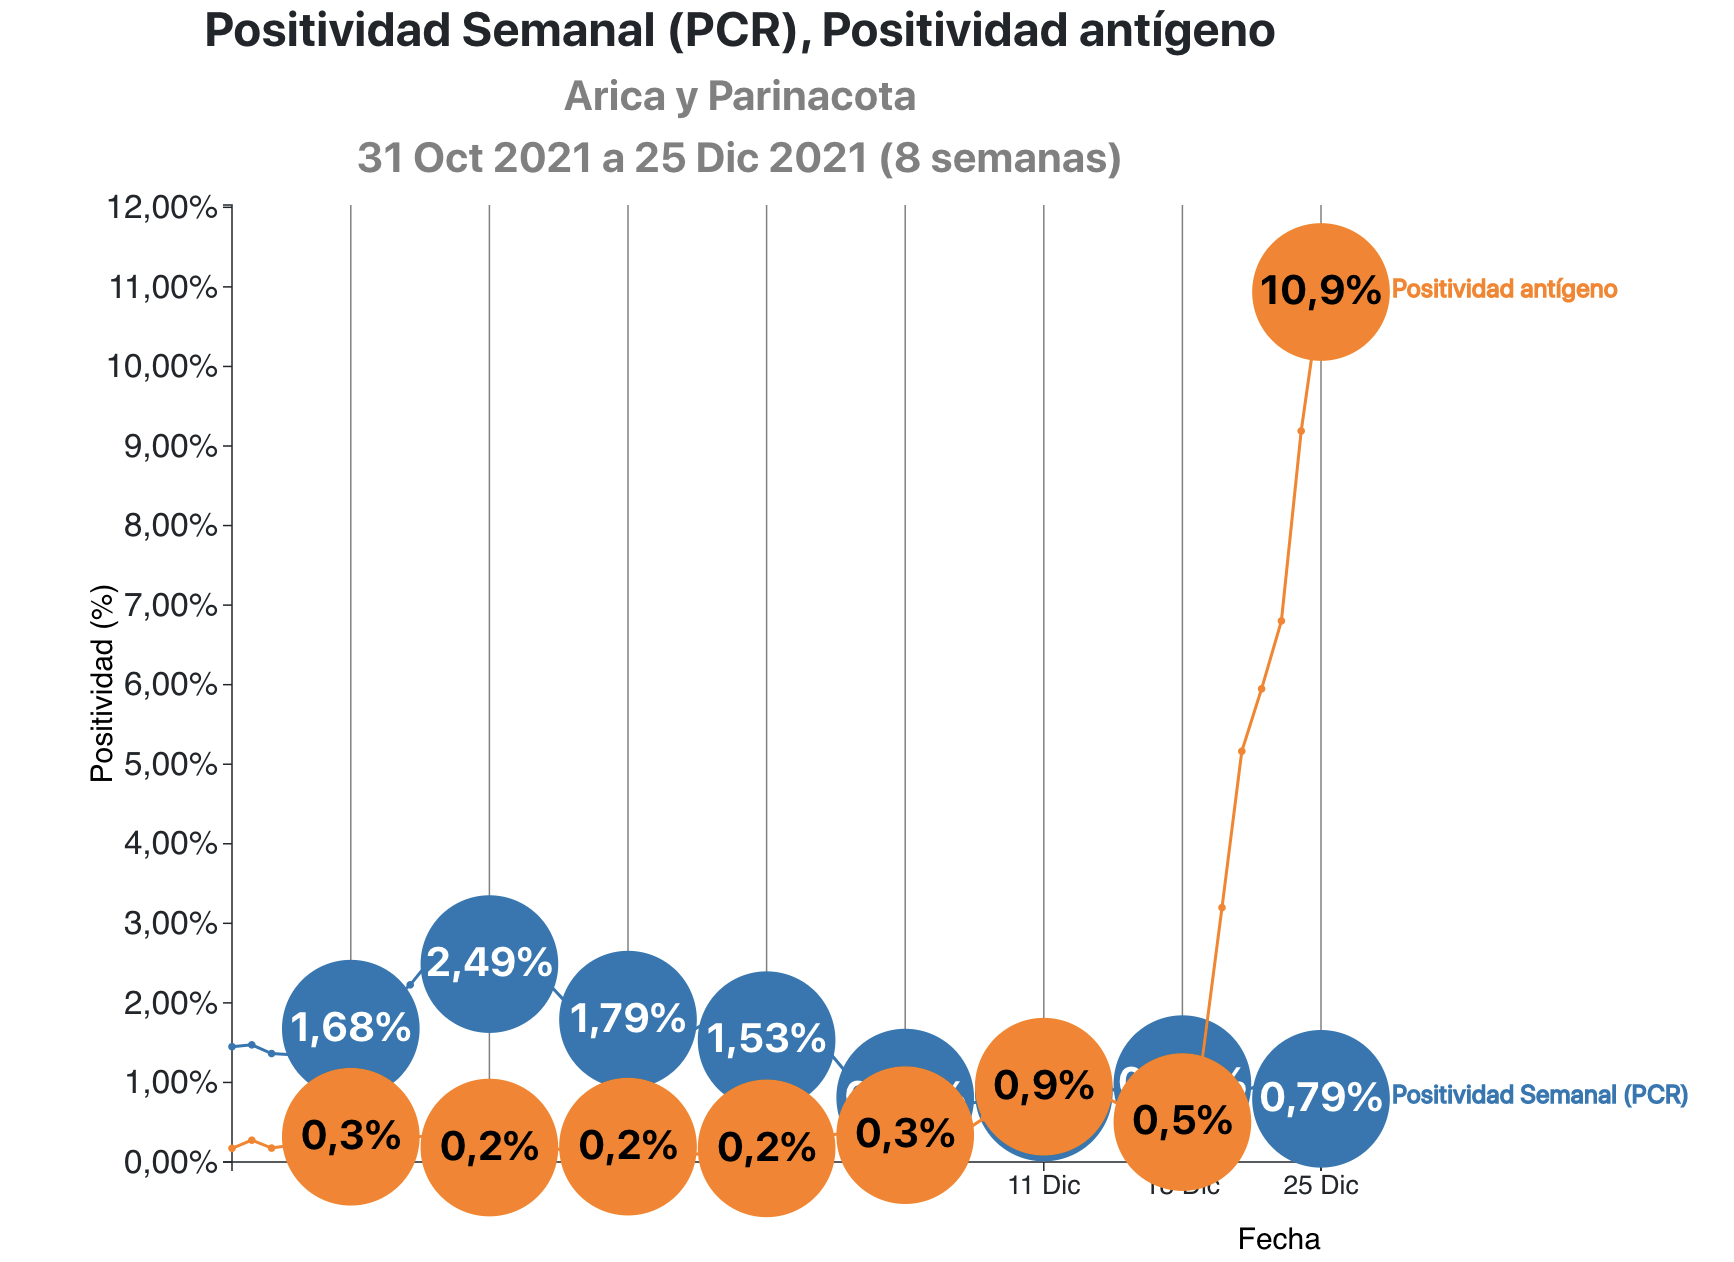 Positividad Semanal (PCR), Positividad antígeno
Arica y Parinacota
31 Oct 2021 a 25 Dic 2021 (8 semanas)
12,00%
11,00%
10,00%
9,00%
8,00%
7,00%
6,00%
5,00%
4,00%
3,00%
2,00%
1,00%
0,00%
Positividad (%)
10,9%
Positividad antígeno
2,49%
1,68%
1,79%
1,53%
0,9%
0,79%
Positividad Semanal (PCR)
0,3%
0,2%
0,2%
0,2%
0,3%
0,5%
11 Dic
Dic
25 Dic
Fecha